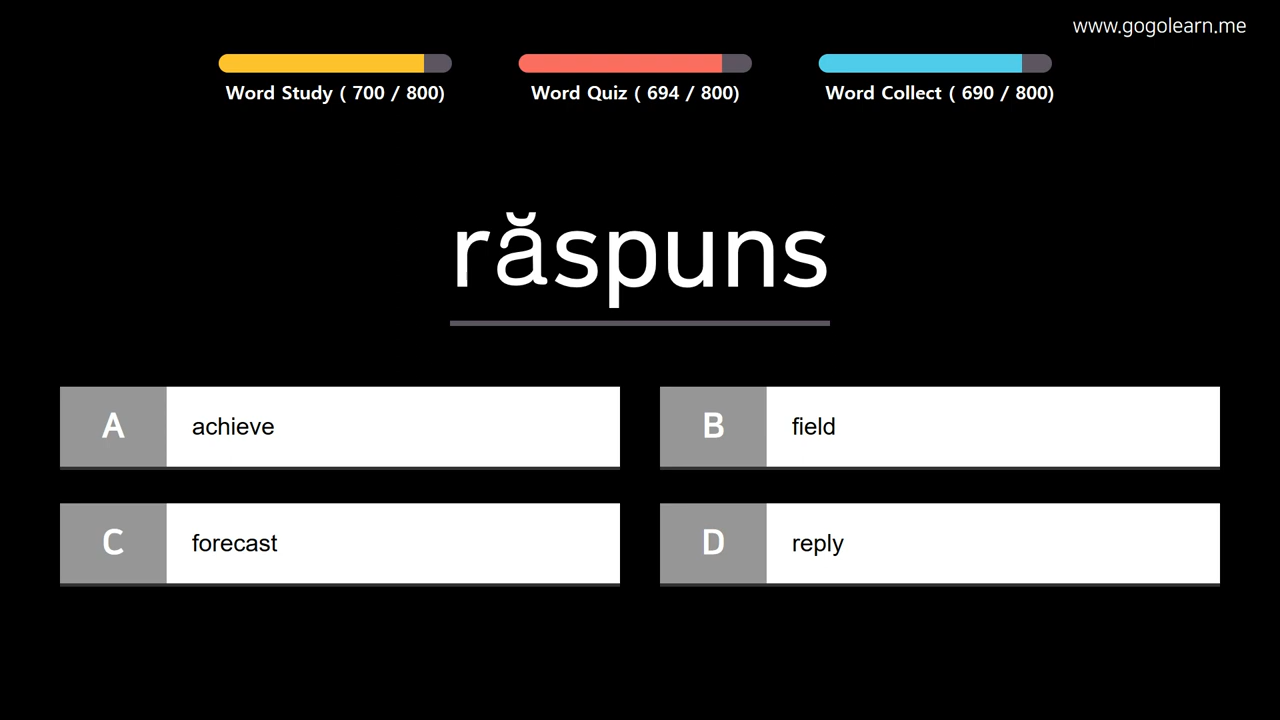 www.gogolearn.me
Word Study ( 700 / 800)
Word Quiz ( 694 / 800)
Word Collect ( 690 / 800)
răspuns
A achieve
B field
C forecast
D reply